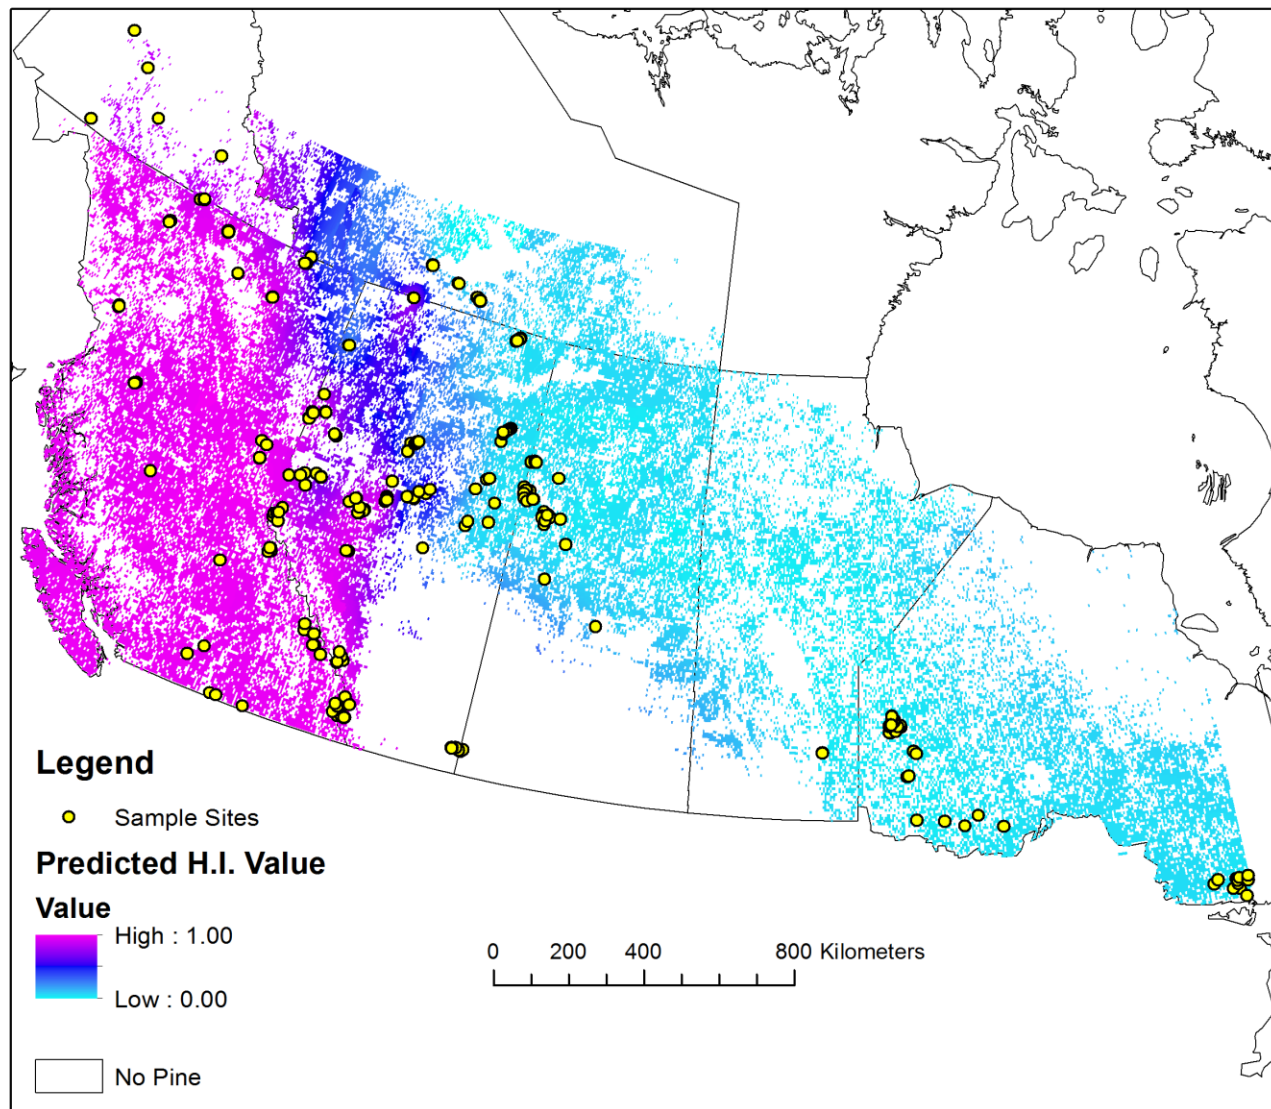 Legend
Sample Sites
Predicted H.I. Value
Value
High : 1.00
Low : 0.00
No Pine
0 200 400 800 Kilometers